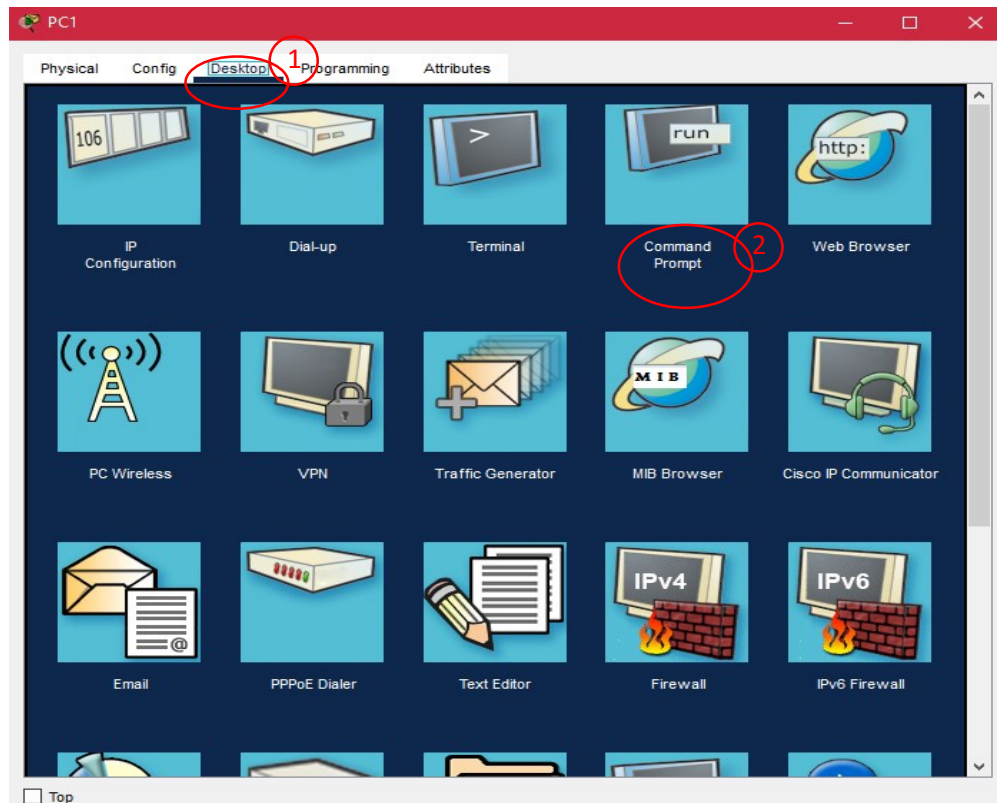 PC1
Physical Config Desktop Programming Attributes
1
106
>
run
http:
IP
Configuration
Dial-up
Terminal
Command
Prompt
2
Web Browser
((( )))
MIB
?
PC Wireless
VPN
Traffic Generator
MIB Browser
Cisco IP Communicator
@
IPv4
IPv6
Email
PPPoE Dialer
Text Editor
Firewall
IPv6 Firewall
Top